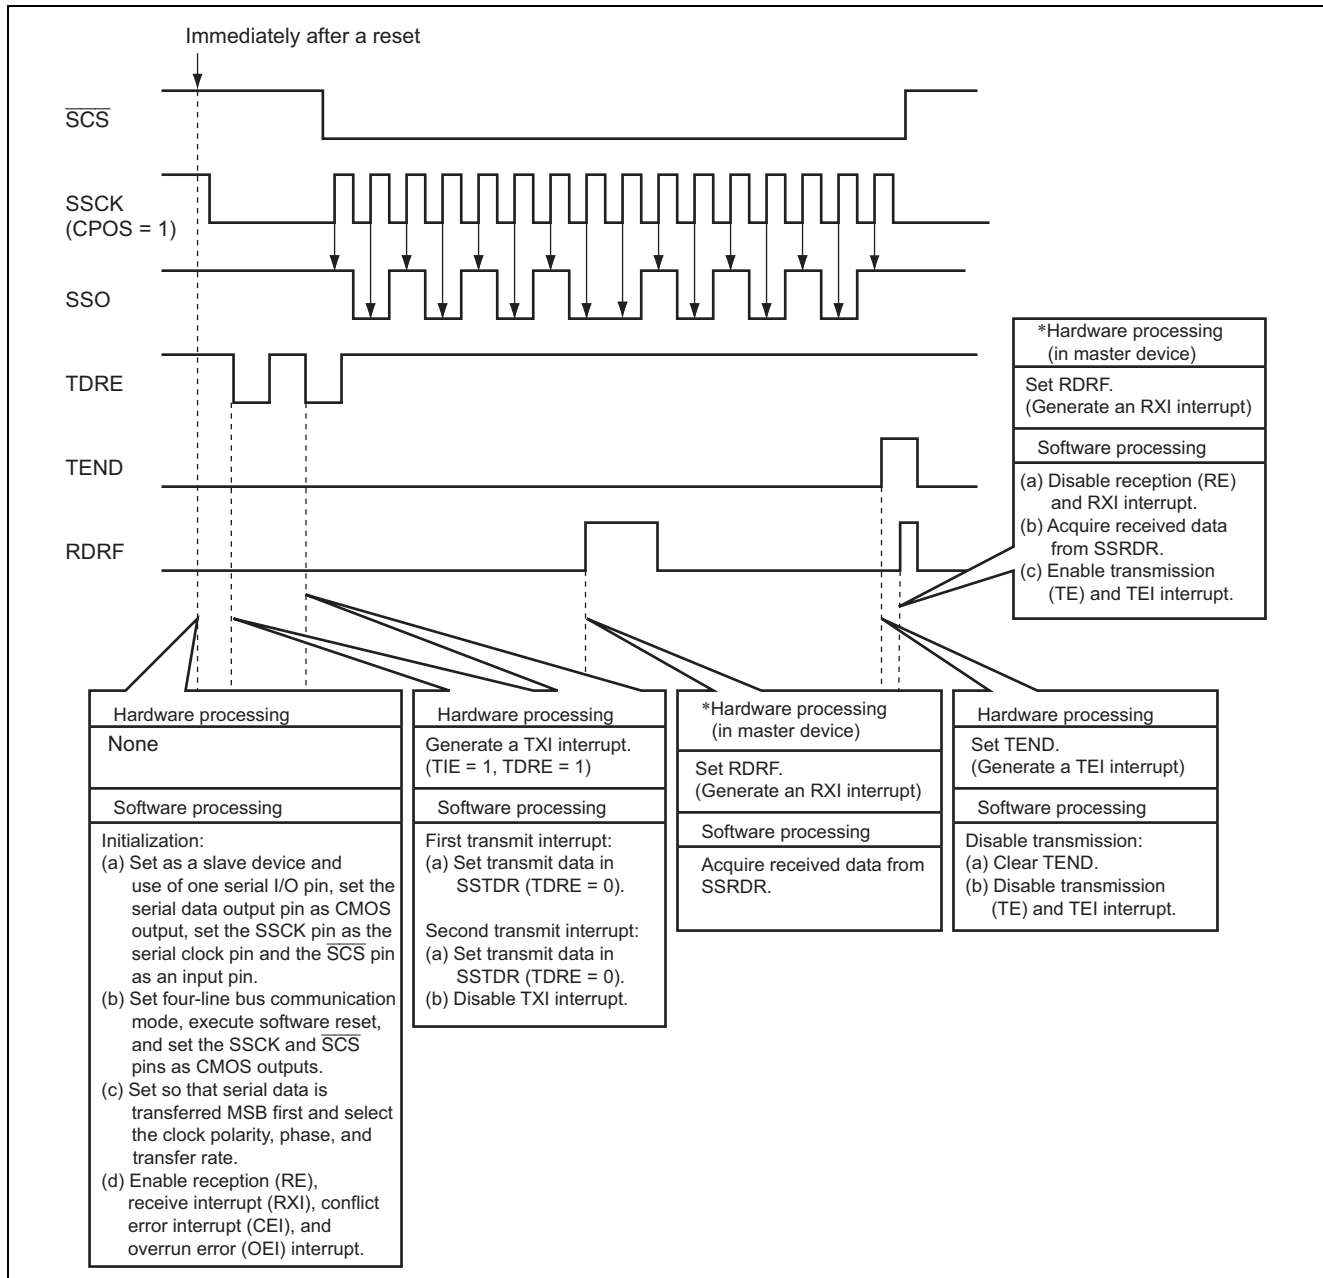 Immediately after a reset
SCS
SSCK
(CPOS = 1)
SSO
TDRE
TEND
RDRF
*Hardware processing
(in master device)
Set RDRF.
(Generate an RXI interrupt)
Software processing
(a) Disable reception (RE)
and RXI interrupt.
(b) Acquire received data
from SSRDR.
(c) Enable transmission
(TE) and TEI interrupt.
Hardware processing
None
Software processing
Initialization:
(a) Set as a slave device and
use of one serial I/O pin, set the
serial data output pin as CMOS
output, set the SSCK pin as the
serial clock pin and the SCS pin
as an input pin.
(b) Set four-line bus communication
mode, execute software reset,
and set the SSCK and SCS
pins as CMOS outputs.
(c) Set so that serial data is
transferred MSB first and select
the clock polarity, phase, and
transfer rate.
(d) Enable reception (RE),
receive interrupt (RXI), conflict
error interrupt (CEI), and
overrun error (OEI) interrupt.
Hardware processing
Generate a TXI interrupt.
(TIE = 1, TDRE = 1)
Software processing
First transmit interrupt:
(a) Set transmit data in
SSTDR (TDRE = 0).
Second transmit interrupt:
(a) Set transmit data in
SSTDR (TDRE = 0).
(b) Disable TXI interrupt.
*Hardware processing
(in master device)
Set RDRF.
(Generate an RXI interrupt)
Software processing
Acquire received data from
SSRDR.
Hardware processing
Set TEND.
(Generate a TEI interrupt)
Software processing
Disable transmission:
(a) Clear TEND.
(b) Disable transmission
(TE) and TEI interrupt.